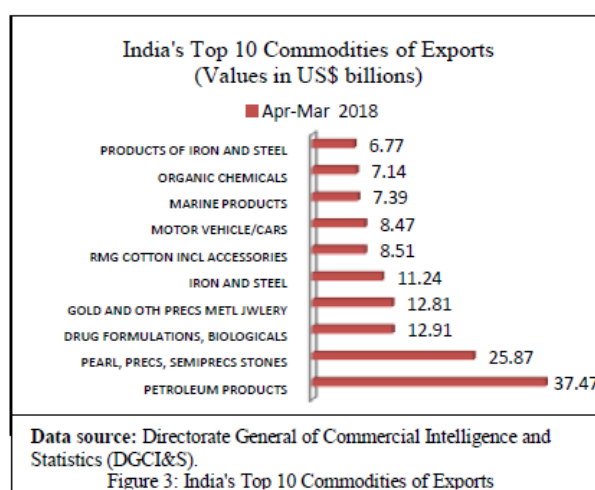 India's Top 10 Commodities of Exports
(Values in US$ billions)
Apr-Mar 2018
PRODUCTS OF IRON AND STEEL 6.77
ORGANIC CHEMICALS 7.14
MARINE PRODUCTS 7.39
MOTOR VEHICLE/CARS 8.47
RMG COTTON INCL ACCESSORIES 8.51
IRON AND STEEL 11.24
GOLD AND OTH PRECS METL JWLERY 12.81
DRUG FORMULATIONS, BIOLOGICALS 12.91
PEARL, PRECS, SEMIPRECS STONES 25.87
PETROLEUM PRODUCTS 37.47
Data source: Directorate General of Commercial Intelligence and
Statistics (DGCI&S).
Figure 3: India's Top 10 Commodities of Exports